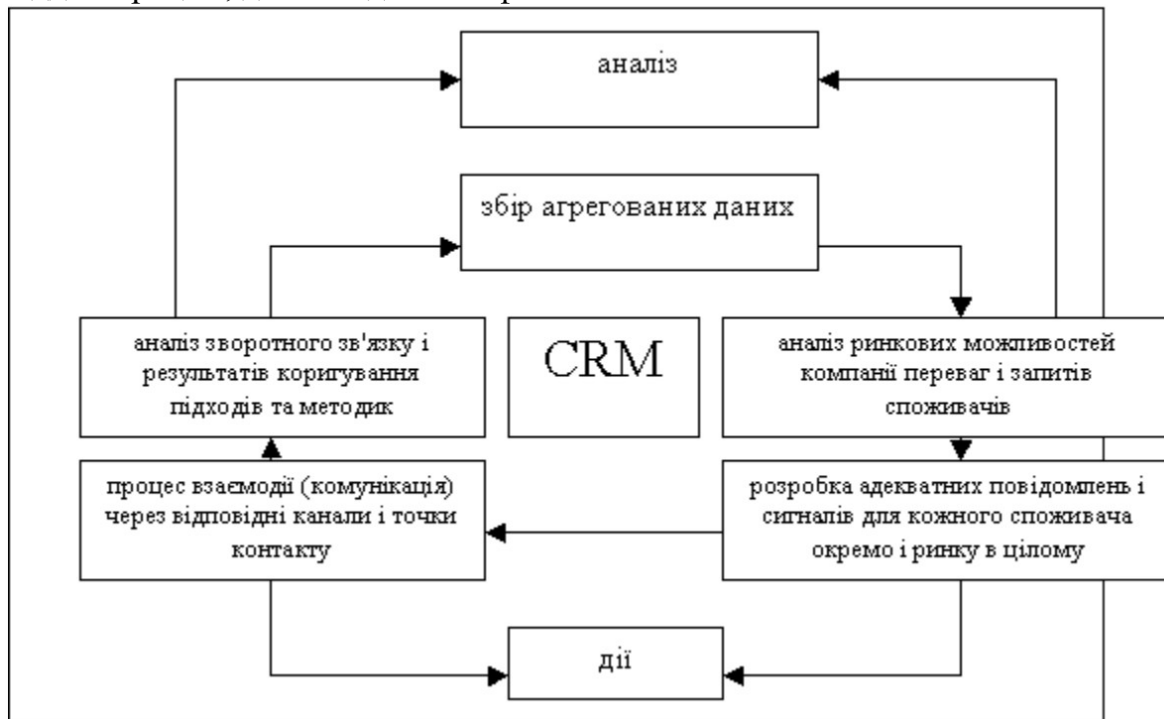 аналіз
збір агрегованих даних
аналіз зворотного зв'язку і
результатів коригування
підходів та методик
CRM
аналіз ринкових можливостей
компанії переваг і запитів
споживачів
процес взаємодії (комунікація)
через відповідні канали і точки
контакту
розробка адекватних повідомлень і
сигналів для кожного споживача
окремо і ринку в цілому
дії